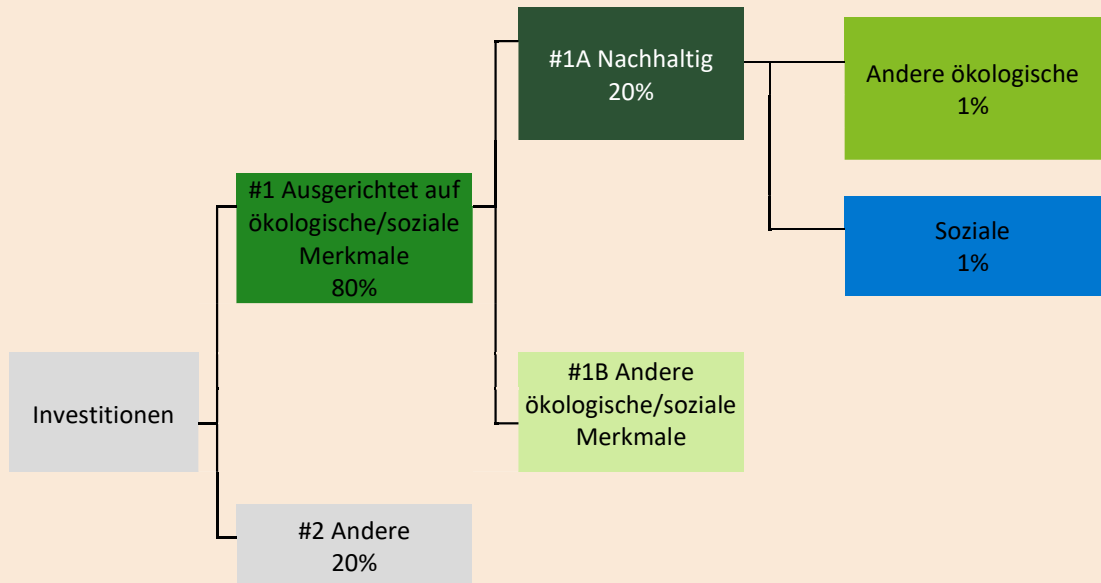 #1A Nachhaltig
20%
Andere ökologische
1%
#1 Ausgerichtet auf
ökologische/soziale
Merkmale
80%
Soziale
1%
Investitionen
#1B Andere
ökologische/soziale
Merkmale
#2 Andere
20%